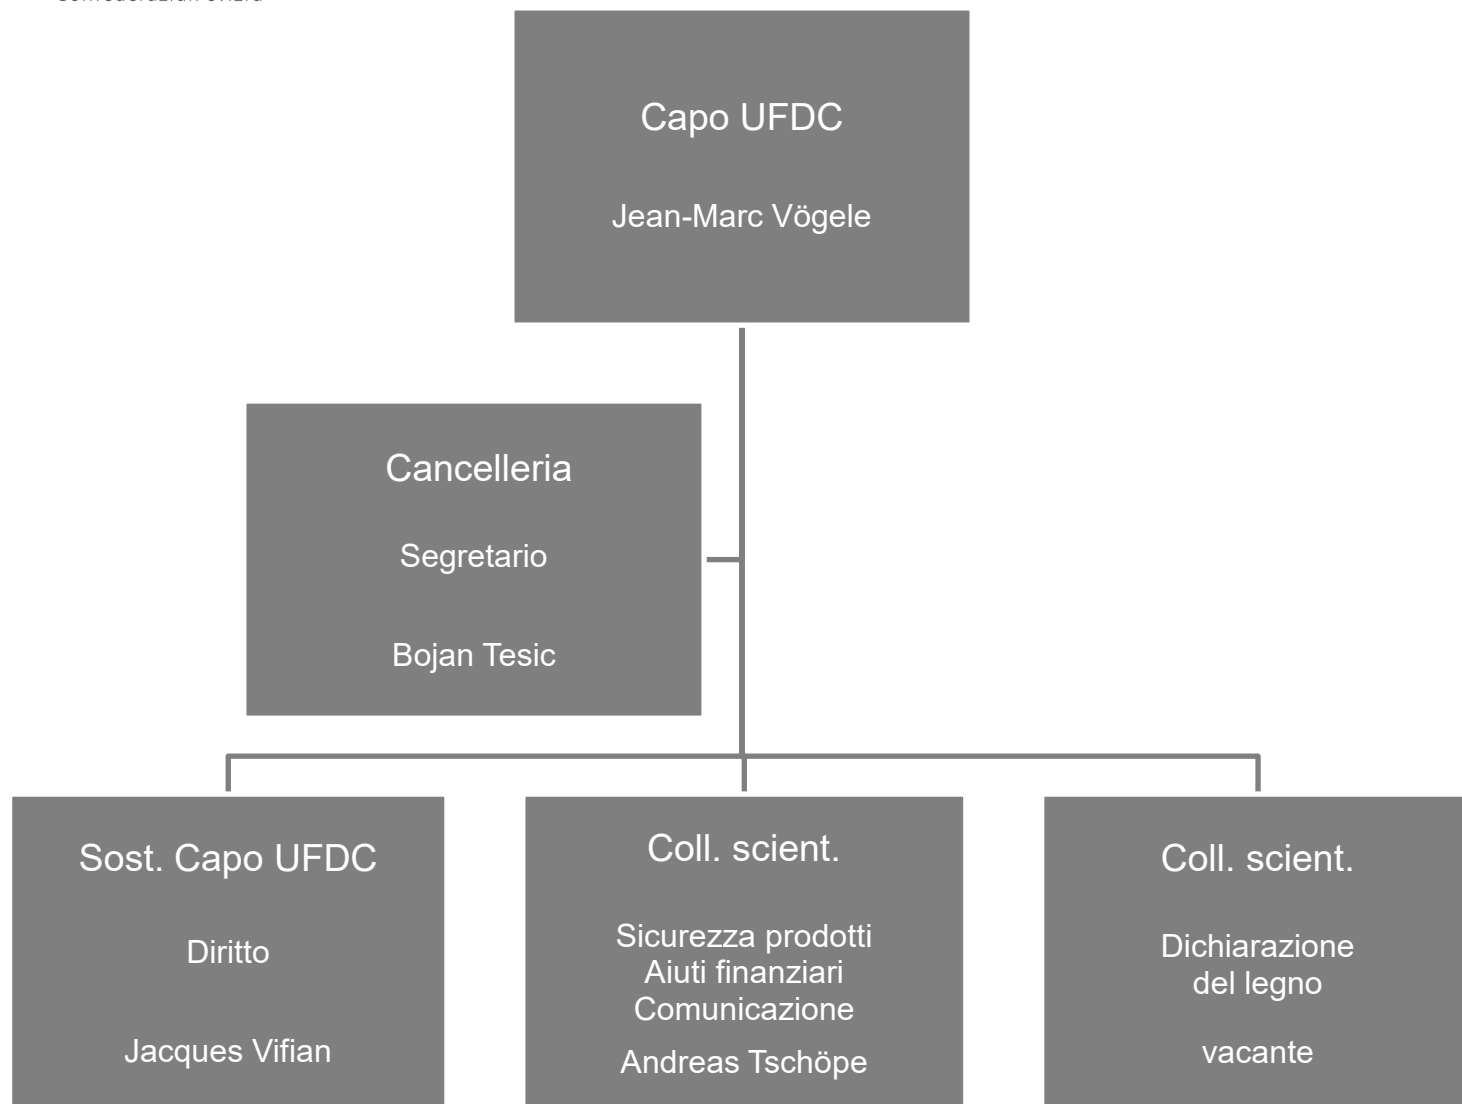 Capo UFDC
Jean-Marc Vögele
Cancelleria
Segretario
Bojan Tesic
Sost. Capo UFDC
Diritto
Jacques Vifian
Coll. scient.
Sicurezza prodotti
Aiuti finanziari
Comunicazione
Andreas Tschöpe
Coll. scient.
Dichiarazione
del legno
vacante